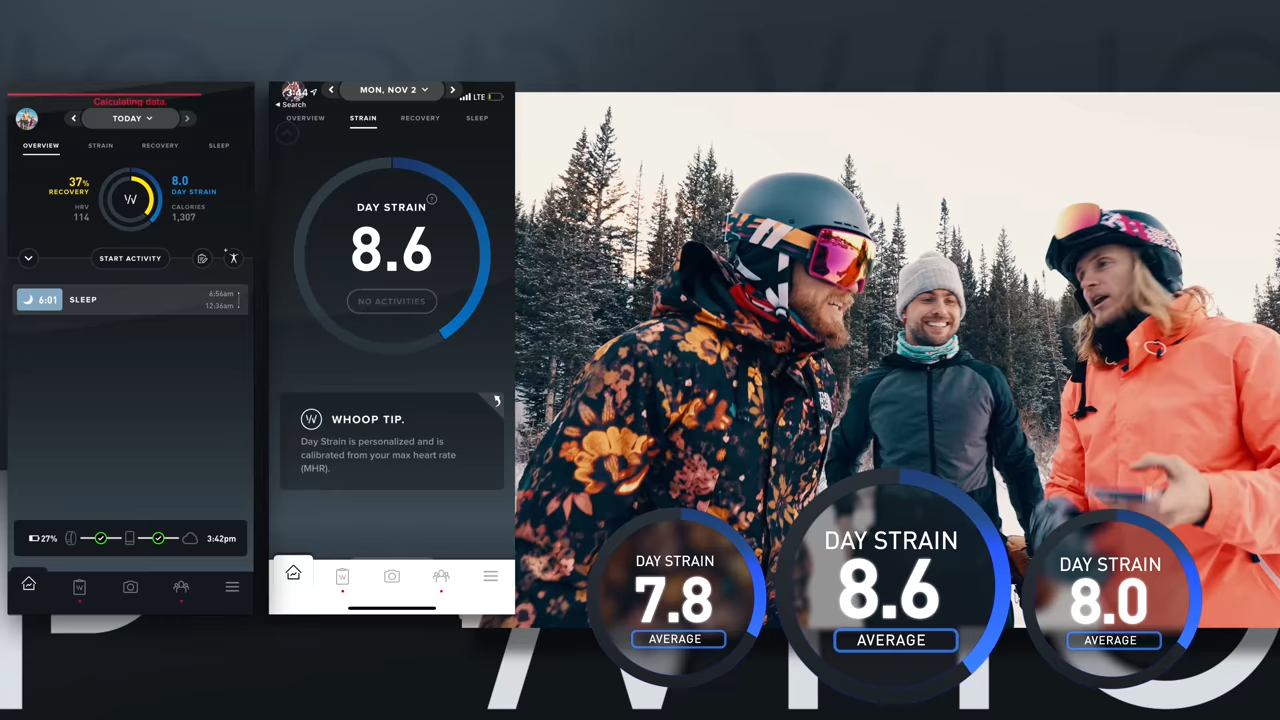 Calculating data.
TODAY
OVERVIEW STRAIN RECOVERY SLEEP
37%
RECOVERY
HRV
114
W
8.0
DAY STRAIN
CALORIES
1,307
START ACTIVITY
6:01 SLEEP
6:56am
12:36am
27%
3:42pm
W
3:44
Search
MON, NOV 2
LTE
OVERVIEW STRAIN RECOVERY SLEEP
DAY STRAIN ?
8.6
NO ACTIVITIES
W WHOOP TIP.
Day Strain is personalized and is
calibrated from your max heart rate
(MHR).
W
DAY STRAIN
7.8
AVERAGE
DAY STRAIN
8.6
AVERAGE
DAY STRAIN
8.0
AVERAGE